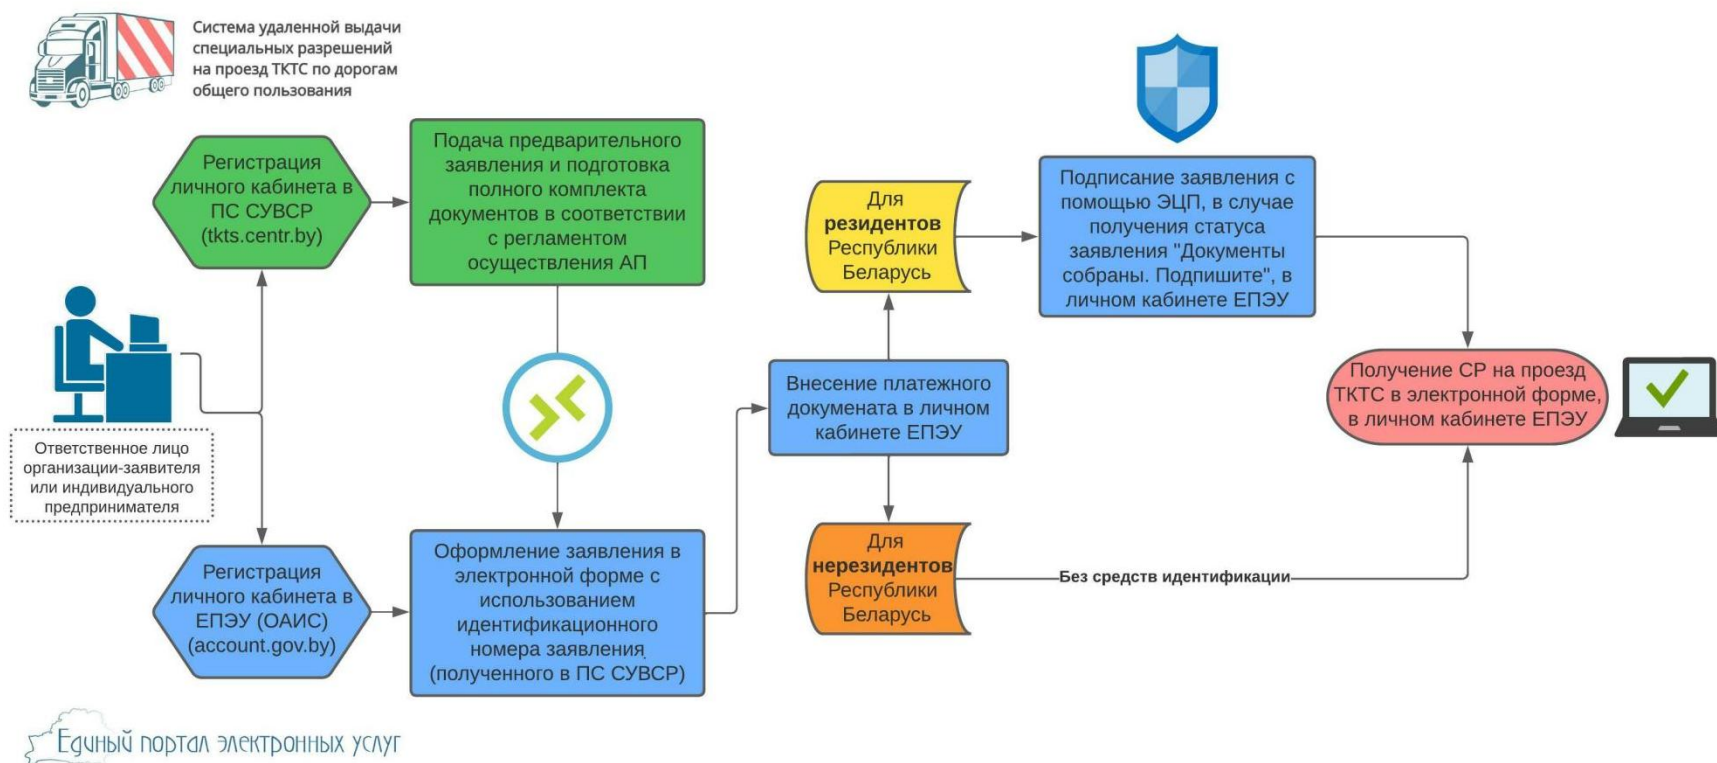 Система удаленной выдачи
специальных разрешений
на проезд ТКТС по дорогам
общего пользования
Регистрация
личного кабинета в
ПС СУВСР
(tkts.centr.by)
Подача предварительного
заявления и подготовка
полного комплекта
документов в соответствии
с регламентом
осуществления АП
Ответственное лицо
организации-заявителя
или индивидуального
предпринимателя
Регистрация
личного кабинета в
ЕПЭУ (ОАИС)
(account.gov.by)
Оформление заявления в
электронной форме с
использованием
идентификационного
номера заявления
(полученного в ПС СУВСР)
Внесение платежного
докумената в личном
кабинете ЕПЭУ
Для
резидентов
Республики
Беларусь
Подписание заявления с
помощью ЭЦП, в случае
получения статуса
заявления "Документы
собраны. Подпишите", в
личном кабинете ЕПЭУ
Для
нерезидентов
Республики
Беларусь
Без средств идентификации
Получение СР на проезд
ТКТС в электронной форме,
в личном кабинете ЕПЭУ
Единый портал электронных услуг